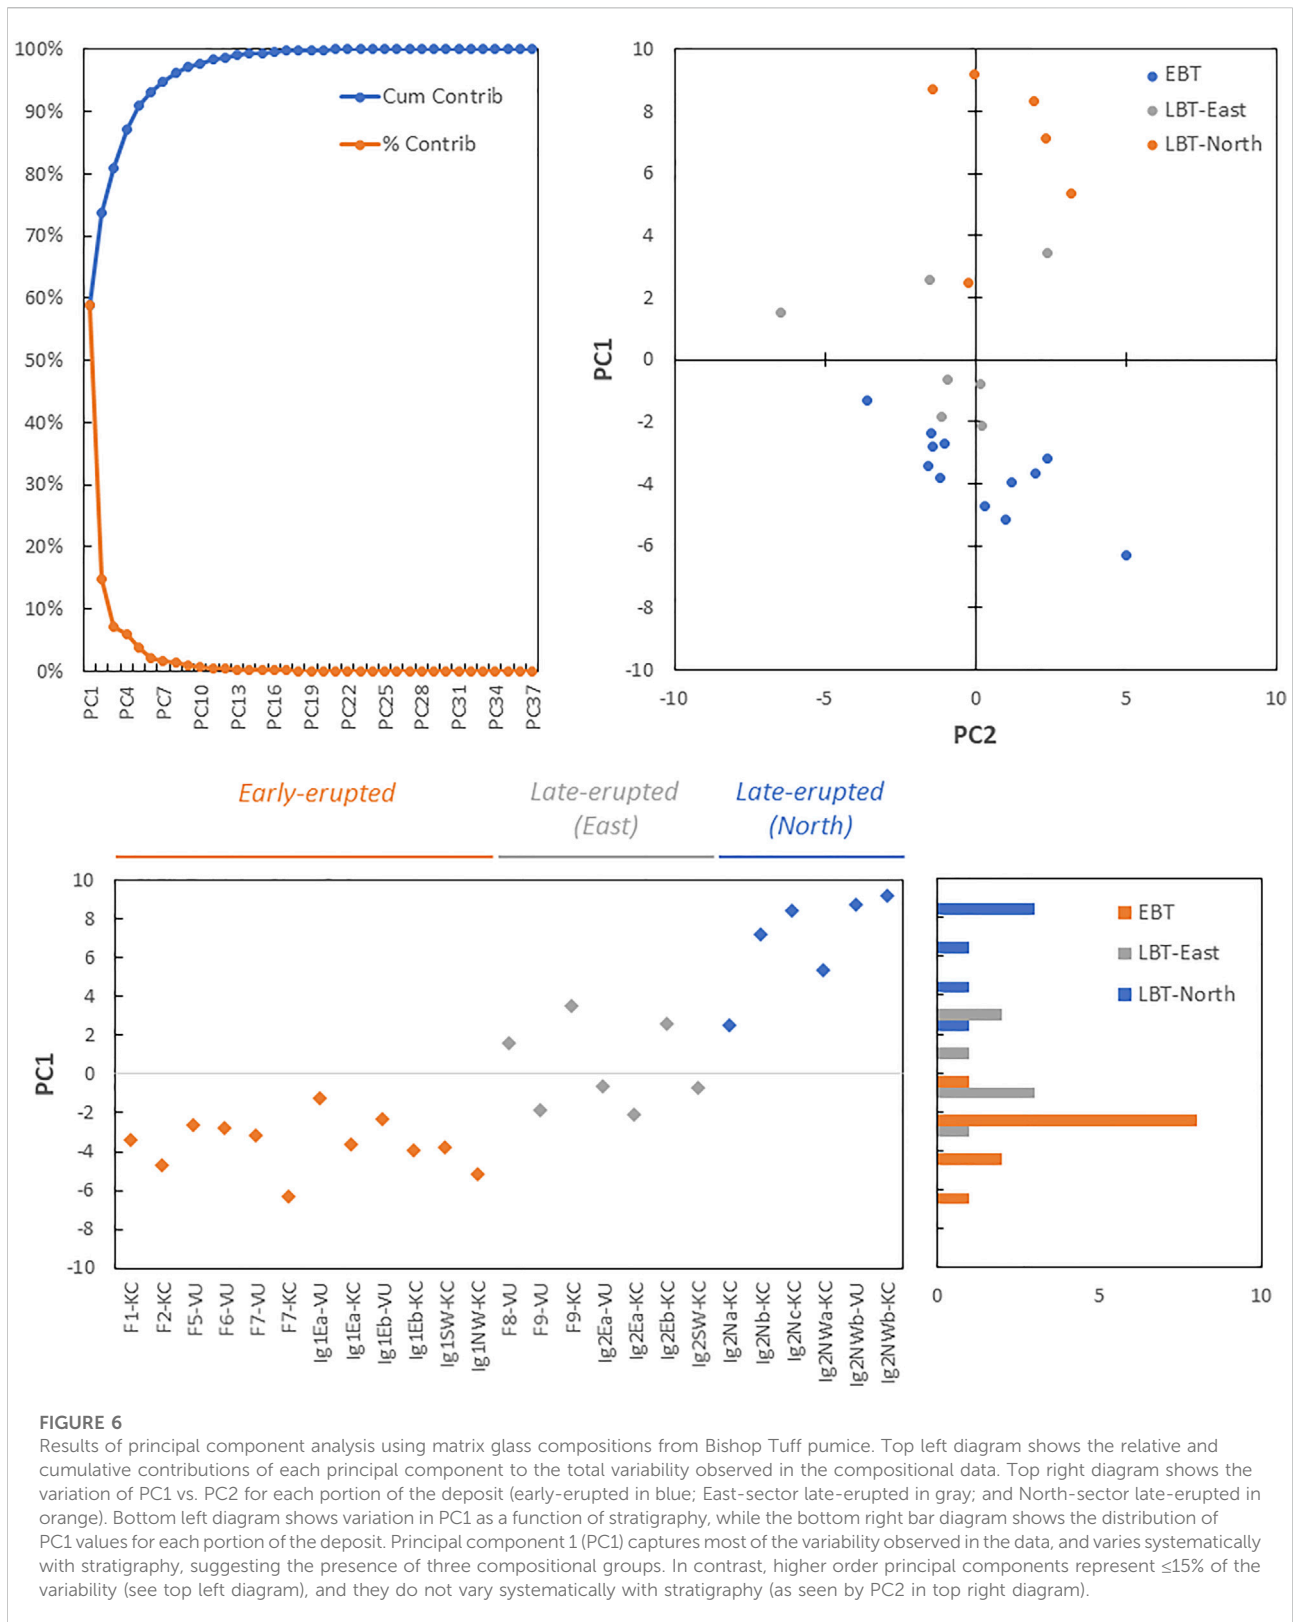 100%
90%
80%
70%
60%
50%
40%
30%
20%
10%
0%
Cum Contrib
% Contrib
PC1
PC4
PC7
PC10
PC13
PC16
PC19
PC22
PC25
PC28
PC31
PC34
PC37
10
8
6
4
2
0
-2
-4
-6
-8
-10
PC1
EBT
LBT-East
LBT-North
-10
-5
0
5
10
PC2
Early-erupted
Late-erupted
(East)
Late-erupted
(North)
10
8
6
4
2
0
-2
-4
-6
-8
-10
PC1
F1-KC
F2-KC
F5-VU
F6-VU
F7-VU
F7-KC
Ig1Ea-VU
Ig1Ea-KC
Ig1Eb-VU
Ig1Eb-KC
Ig1SW-KC
Ig1NW-KC
F8-VU
F9-VU
F9-KC
Ig2Ea-VU
Ig2Ea-KC
Ig2Eb-KC
Ig2SW-KC
Ig2Na-KC
Ig2Nb-KC
Ig2Nc-KC
Ig2NWa-KC
Ig2NWb-VU
Ig2NWb-KC
EBT
LBT-East
LBT-North
0
5
10
FIGURE 6
Results of principal component analysis using matrix glass compositions from Bishop Tuff pumice. Top left diagram shows the relative and
cumulative contributions of each principal component to the total variability observed in the compositional data. Top right diagram shows the
variation of PC1 vs. PC2 for each portion of the deposit (early-erupted in blue; East-sector late-erupted in gray; and North-sector late-erupted in
orange). Bottom left diagram shows variation in PC1 as a function of stratigraphy, while the bottom right bar diagram shows the distribution of
PC1 values for each portion of the deposit. Principal component 1 (PC1) captures most of the variability observed in the data, and varies systematically
with stratigraphy, suggesting the presence of three compositional groups. In contrast, higher order principal components represent ≤15% of the
variability (see top left diagram), and they do not vary systematically with stratigraphy (as seen by PC2 in top right diagram).